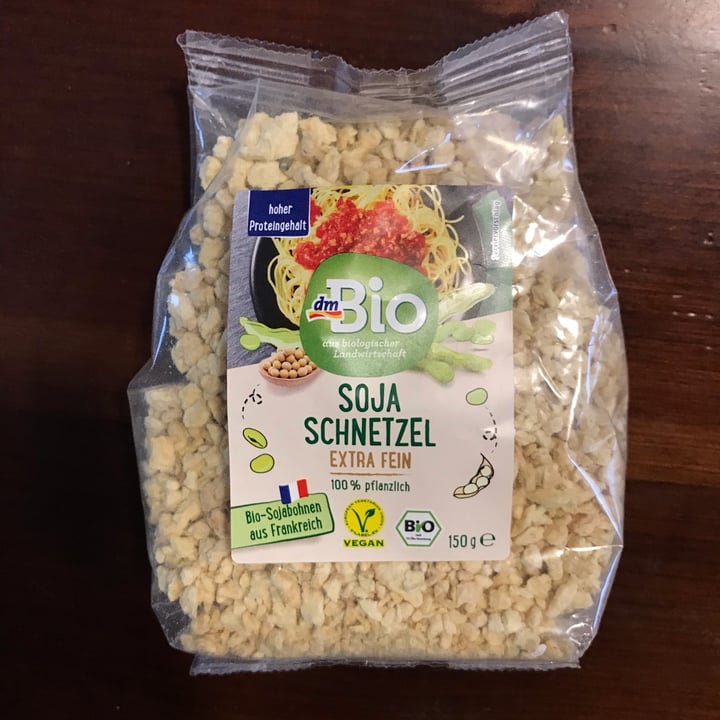 hoher
Proteingehalt
Serviervorschlag
dm
Bio
aus biologischer
Landwirtschaft
SOJA
SCHNETZEL
EXTRA FEIN
100 % pflanzlich
Bio-Sojabohnen
aus Frankreich
VEGAN
BiO
150 g ℮